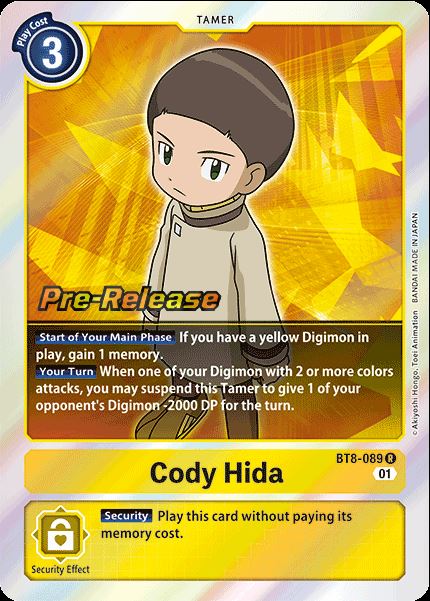 TAMER
Play Cost
3
Pre-Release
Start of Your Main Phase If you have a yellow Digimon in
play, gain 1 memory.
Your Turn When one of your Digimon with 2 or more colors
attacks, you may suspend this Tamer to give 1 of your
opponent's Digimon -2000 DP for the turn.
© Akiyoshi Hongo, Toei Animation BANDAI MADE IN JAPAN
BT8-089 R
Cody Hida
01
Security Play this card without paying its
memory cost.
Security Effect